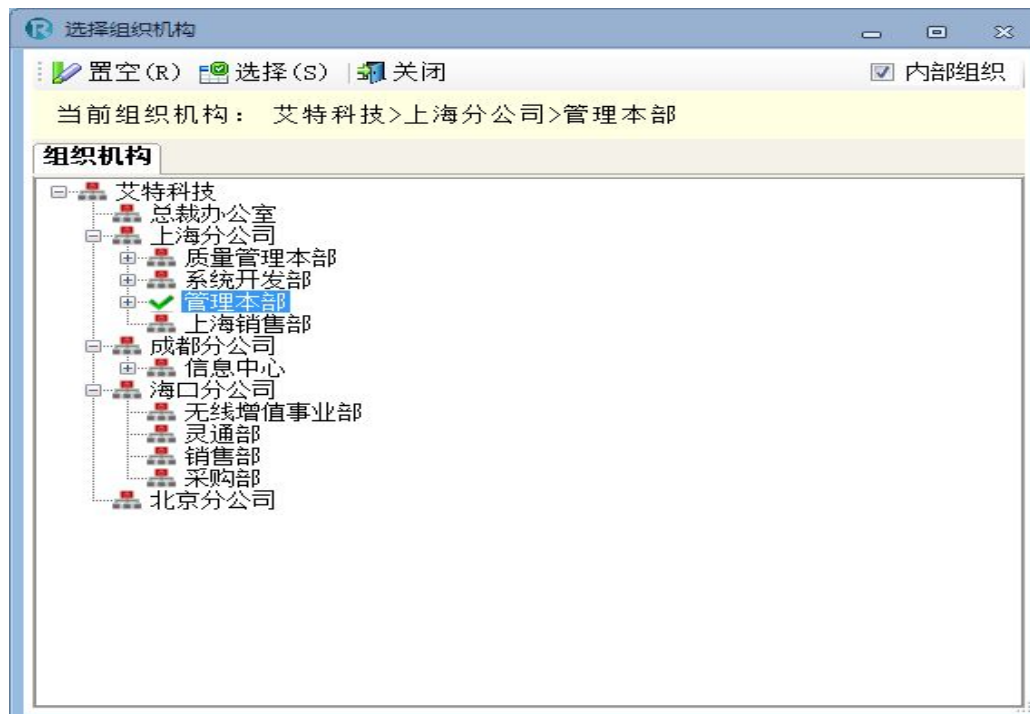 选择组织机构
置空(R) 选择(S) 关闭 内部组织
当前组织机构： 艾特科技>上海分公司>管理本部
组织机构
艾特科技
总裁办公室
上海分公司
质量管理本部
系统开发部
管理本部
上海销售部
成都分公司
信息中心
海口分公司
无线增值事业部
灵通部
销售部
采购部
北京分公司